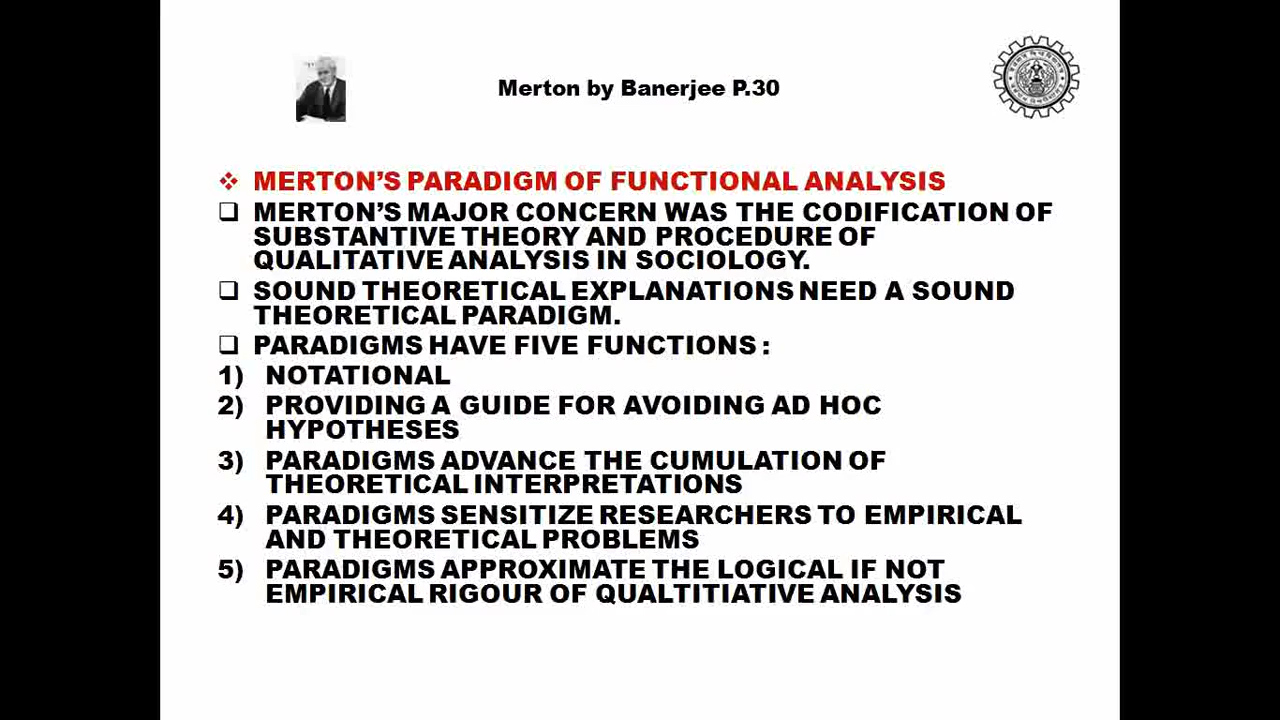 Merton by Banerjee P.30
❖ MERTON'S PARADIGM OF FUNCTIONAL ANALYSIS
❑ MERTON'S MAJOR CONCERN WAS THE CODIFICATION OF
SUBSTANTIVE THEORY AND PROCEDURE OF
QUALITATIVE ANALYSIS IN SOCIOLOGY.
❑ SOUND THEORETICAL EXPLANATIONS NEED A SOUND
THEORETICAL PARADIGM.
❑ PARADIGMS HAVE FIVE FUNCTIONS :
1) NOTATIONAL
2) PROVIDING A GUIDE FOR AVOIDING AD HOC
HYPOTHESES
3) PARADIGMS ADVANCE THE CUMULATION OF
THEORETICAL INTERPRETATIONS
4) PARADIGMS SENSITIZE RESEARCHERS TO EMPIRICAL
AND THEORETICAL PROBLEMS
5) PARADIGMS APPROXIMATE THE LOGICAL IF NOT
EMPIRICAL RIGOUR OF QUALTITIATIVE ANALYSIS